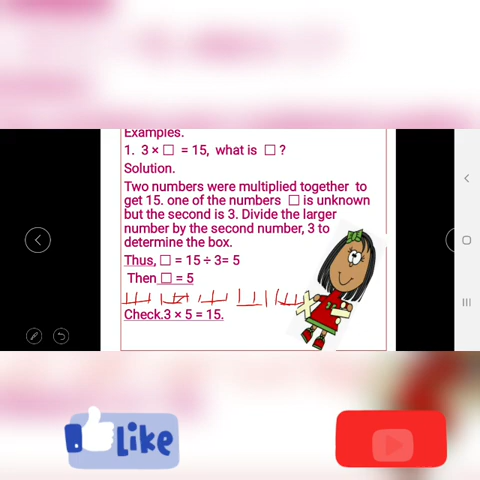 Examples.
1. 3 × □ = 15, what is □ ?
Solution.
Two numbers were multiplied together to
get 15. one of the numbers □ is unknown
but the second is 3. Divide the larger
number by the second number, 3 to
determine the box.
Thus, □ = 15 ÷ 3= 5
Then □ = 5
Check.3 × 5 = 15.
Like